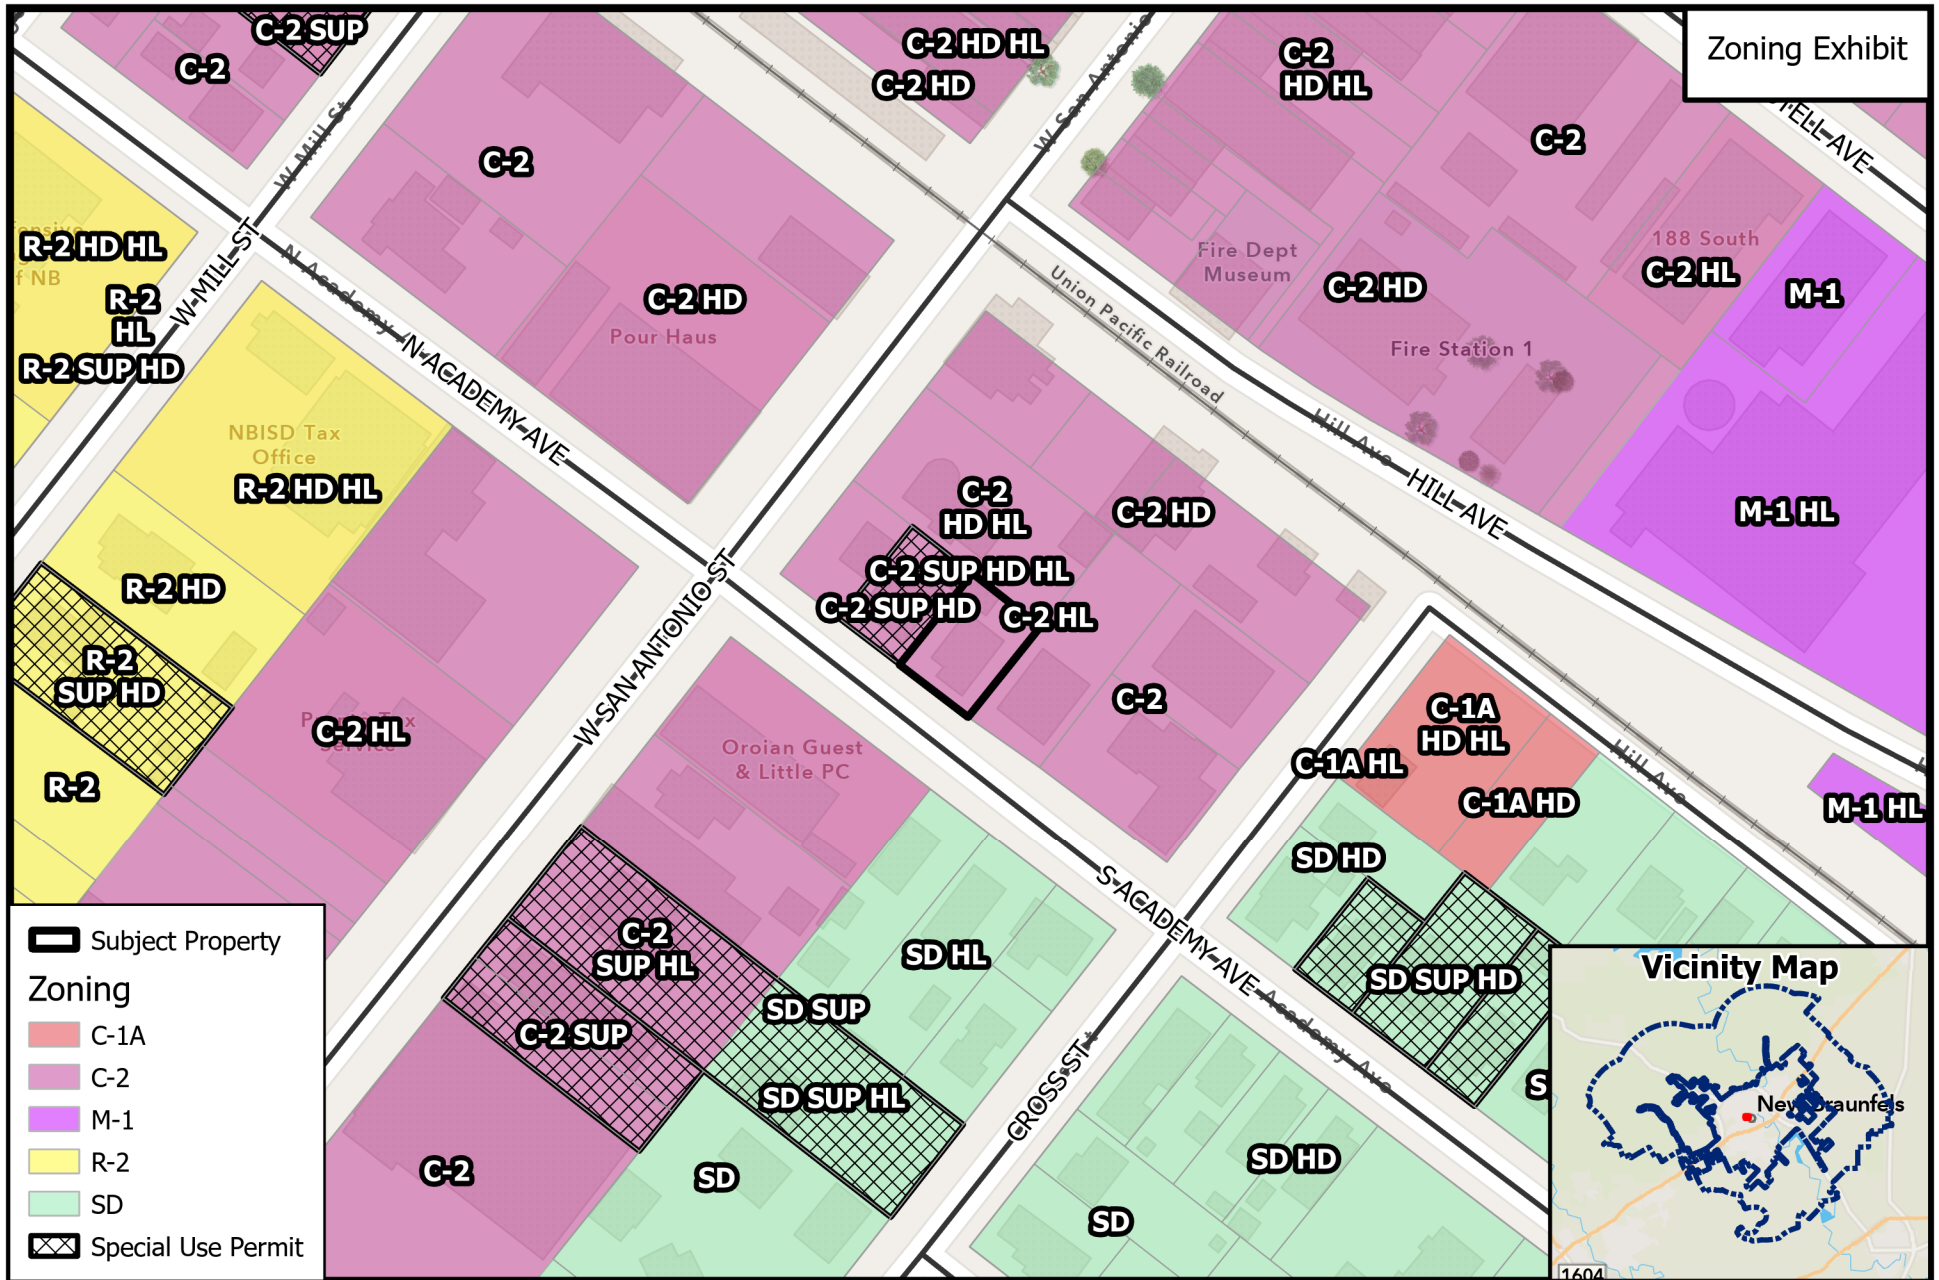 Zoning Exhibit
C-2 SUP
C-2
C-2 HD HL
C-2 HD
C-2
HD HL
C-2
W Mill St
W San Antonio
TELL AVE
C-2
R-2 HD HL
f NB
R-2
HL
R-2 SUP HD
W-MILL ST
N Academy
N-ACADEMY AVE
C-2 HD
Pour Haus
Fire Dept
Museum
C-2 HD
188 South
C-2 HL
M-1
Union Pacific Railroad
Fire Station 1
Hill Ave
HILL AVE
M-1 HL
NBISD Tax
Office
R-2 HD HL
C-2
HD HL
C-2 HD
C-2 SUP HD HL
C-2 SUP HD
C-2 HL
R-2 HD
R-2
SUP HD
R-2
C-2 HL
Service
W-SAN-ANTONIO ST
C-2
Oroian Guest
& Little PC
C-1A
HD HL
C-1A HL
C-1A HD
Hill Ave
M-1 HL
SD HD
S-ACADEMY-AVE
Academy Ave
C-2
SUP HL
SD HL
SD SUP
C-2 SUP
SD SUP HL
SD SUP HD
CROSS-ST
C-2
SD
SD HD
SD
Subject Property
Zoning
C-1A
C-2
M-1
R-2
SD
Special Use Permit
Vicinity Map
New Braunfels
1604